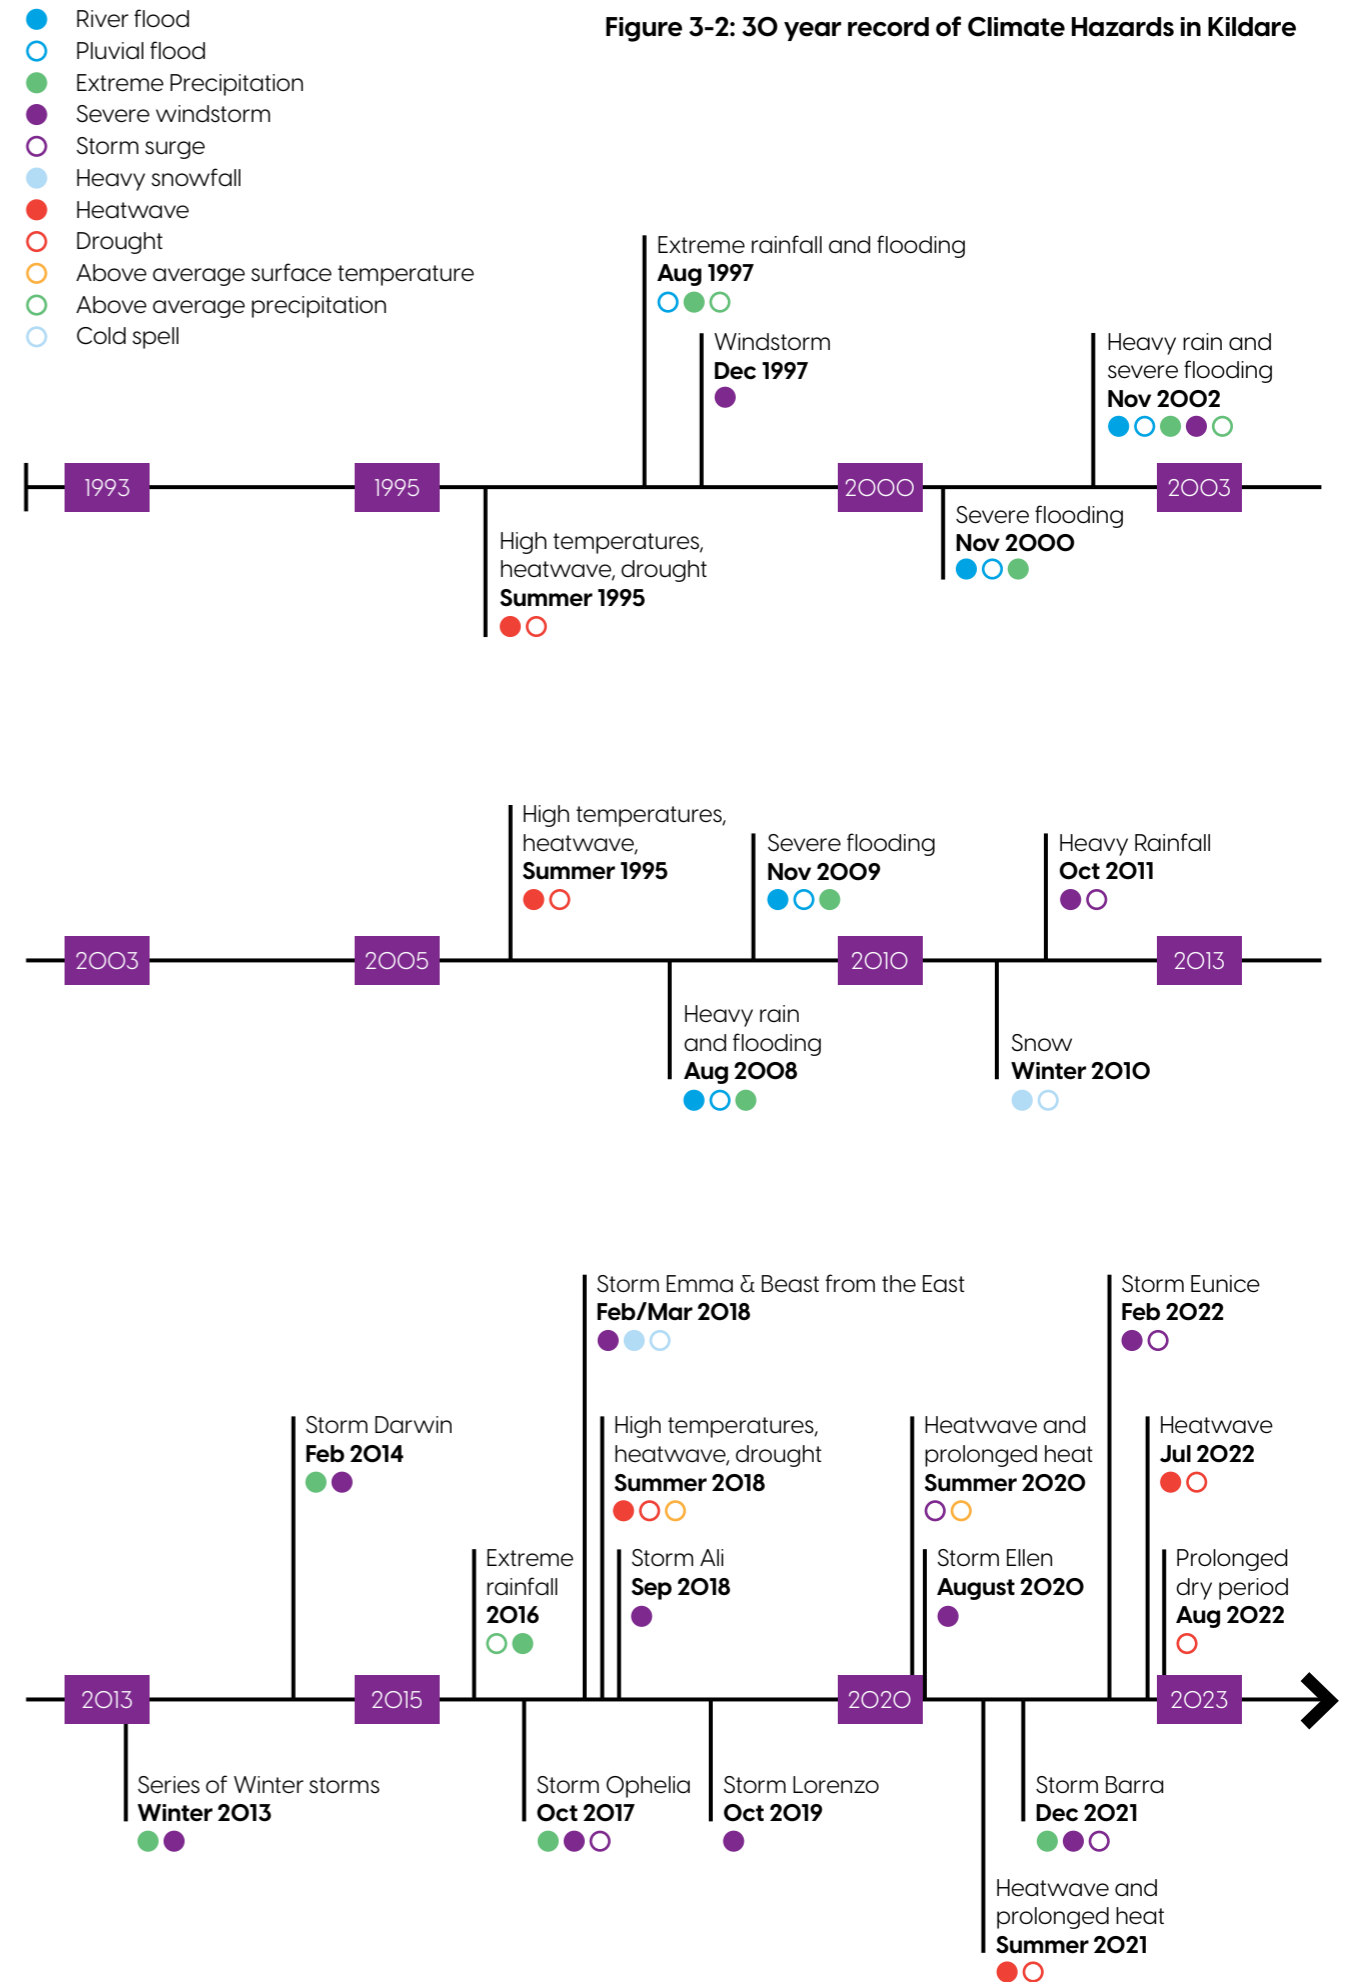 Figure 3-2: 30 year record of Climate Hazards in Kildare
River flood
Pluvial flood
Extreme Precipitation
Severe windstorm
Storm surge
Heavy snowfall
Heatwave
Drought
Above average surface temperature
Above average precipitation
Cold spell
Extreme rainfall and flooding
Aug 1997
Windstorm
Dec 1997
Heavy rain and
severe flooding
Nov 2002
1993
1995
2000
2003
High temperatures,
heatwave, drought
Summer 1995
Severe flooding
Nov 2000
High temperatures,
heatwave,
Summer 1995
Severe flooding
Nov 2009
Heavy Rainfall
Oct 2011
2003
2005
2010
2013
Heavy rain
and flooding
Aug 2008
Snow
Winter 2010
Storm Emma & Beast from the East
Feb/Mar 2018
Storm Eunice
Feb 2022
Storm Darwin
Feb 2014
High temperatures,
heatwave, drought
Summer 2018
Heatwave and
prolonged heat
Summer 2020
Heatwave
Jul 2022
Extreme
rainfall
2016
Storm Ali
Sep 2018
Storm Ellen
August 2020
Prolonged
dry period
Aug 2022
2013
2015
2020
2023
Series of Winter storms
Winter 2013
Storm Ophelia
Oct 2017
Storm Lorenzo
Oct 2019
Storm Barra
Dec 2021
Heatwave and
prolonged heat
Summer 2021